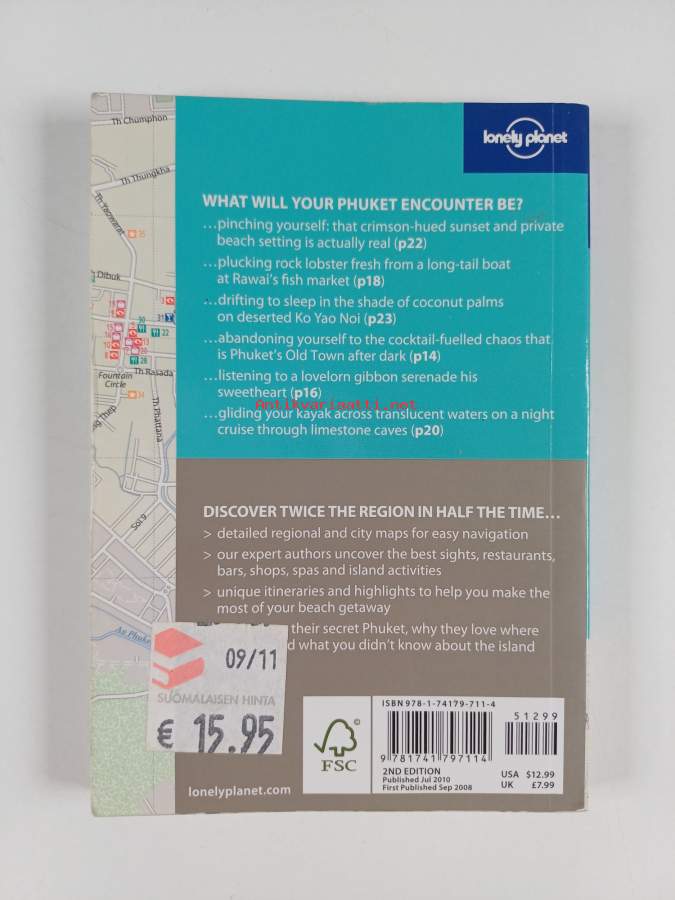 lonely planet
WHAT WILL YOUR PHUKET ENCOUNTER BE?
...pinching yourself: that crimson-hued sunset and private
beach setting is actually real (p22)
...plucking rock lobster fresh from a long-tail boat
at Rawai's fish market (p18)
...drifting to sleep in the shade of coconut palms
on deserted Ko Yao Noi (p23)
...abandoning yourself to the cocktail-fuelled chaos that
is Phuket's Old Town after dark (p14)
...listening to a lovelorn gibbon serenade his
sweetheart (p16)
Antikvariaatti.net
...gliding your kayak across translucent waters on a night
cruise through limestone caves (p20)
DISCOVER TWICE THE REGION IN HALF THE TIME...
> detailed regional and city maps for easy navigation
> our expert authors uncover the best sights, restaurants,
bars, shops, spas and island activities
> unique itineraries and highlights to help you make the
most of your beach getaway
their secret Phuket, why they love where
what you didn't know about the island
Th Chumphon
Th Thungkha
Th Yaowarat
Dibuk
Th Rasada
Fountain
Circle
Th Phattana
Soi 9
09/11
SUOMALAISEN HINTA
€ 15.95
FSC
ISBN 978-1-74179-711-4
51299
9 781741 797114
2ND EDITION
Published Jul 2010
First Published Sep 2008
USA $12.99
UK £7.99
lonelyplanet.com